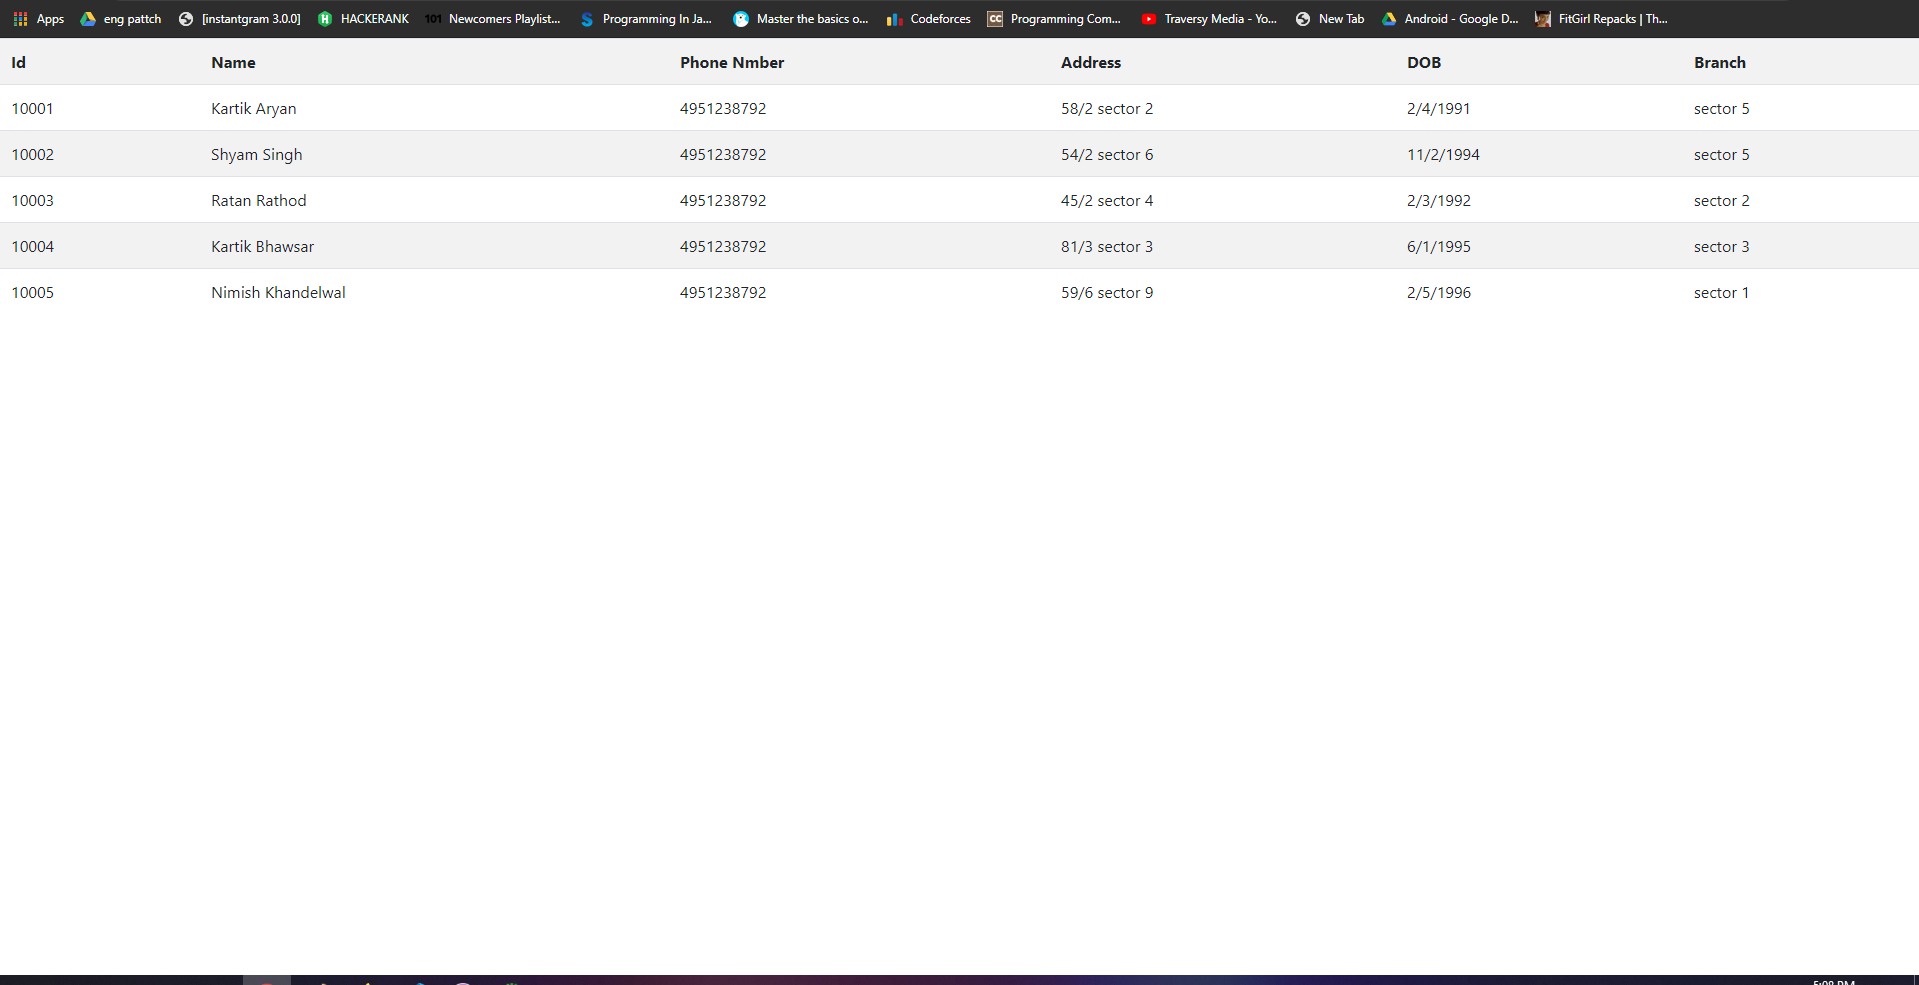 Apps eng pattch [instantgram 3.0.0] HACKERANK 101 Newcomers Playlist... Programming In Ja... Master the basics o... Codeforces CC Programming Com... Traversy Media - Yo... New Tab Android - Google D... FitGirl Repacks | Th...
Id Name Phone Nmber Address DOB Branch
10001 Kartik Aryan 4951238792 58/2 sector 2 2/4/1991 sector 5
10002 Shyam Singh 4951238792 54/2 sector 6 11/2/1994 sector 5
10003 Ratan Rathod 4951238792 45/2 sector 4 2/3/1992 sector 2
10004 Kartik Bhawsar 4951238792 81/3 sector 3 6/1/1995 sector 3
10005 Nimish Khandelwal 4951238792 59/6 sector 9 2/5/1996 sector 1